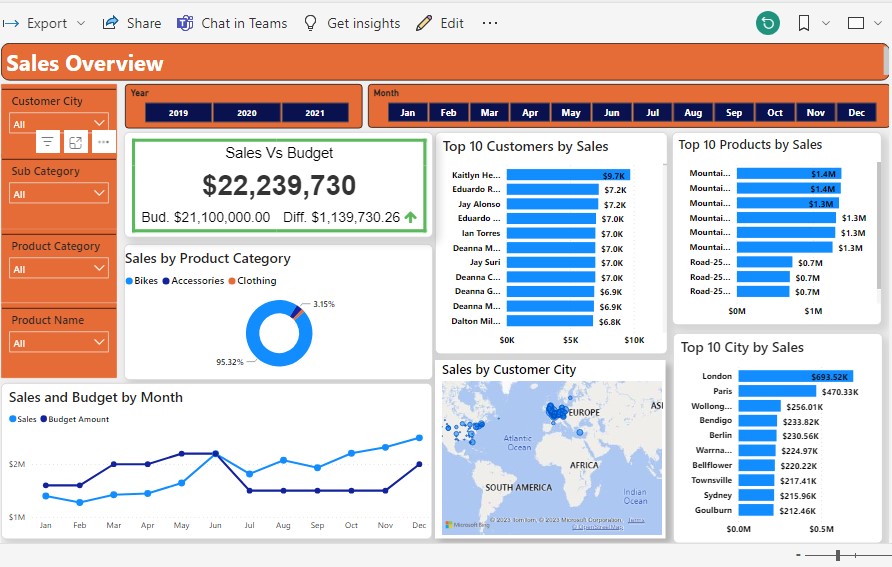 Export Share Chat in Teams Get insights Edit ...
Sales Overview
Customer City
All
Sub Category
All
Product Category
All
Product Name
All
Year
2019 2020 2021
Month
Jan Feb Mar Apr May Jun Jul Aug Sep Oct Nov Dec
Sales Vs Budget
$22,239,730
Bud. $21,100,000.00 Diff. $1,139,730.26
Sales by Product Category
Bikes Accessories Clothing
3.15%
95.32%
Sales and Budget by Month
Sales Budget Amount
$2M
$1M
Jan Feb Mar Apr May Jun Jul Aug Sep Oct Nov Dec
Top 10 Customers by Sales
Kaitlyn He... $9.7K
Eduardo R... $7.2K
Jay Alonso $7.2K
Eduardo ... $7.0K
Ian Torres $7.0K
Deanna M... $7.0K
Jay Suri $7.0K
Deanna C... $7.0K
Deanna G... $6.9K
Deanna M... $6.9K
Dalton Mil... $6.8K
$0K $5K $10K
Sales by Customer City
EUROPE
ASI
Atlantic
Ocean
AFRICA
SOUTH AMERICA
Indian
Ocean
Microsoft Bing
© 2023 TomTom, © 2023 Microsoft Corporation, Terms
© OpenStreetMap
Top 10 Products by Sales
Mountai... $1.4M
Mountai... $1.4M
Mountai... $1.3M
Mountai... $1.3M
Mountai... $1.3M
Mountai... $1.3M
Road-25... $0.7M
Road-25... $0.7M
Road-25... $0.7M
$0M $1M
Top 10 City by Sales
London $693.52K
Paris $470.33K
Wollong... $256.01K
Bendigo $233.82K
Berlin $230.56K
Warrna... $224.97K
Bellflower $220.22K
Townsville $217.41K
Sydney $215.96K
Goulburn $212.46K
$0.0M $0.5M